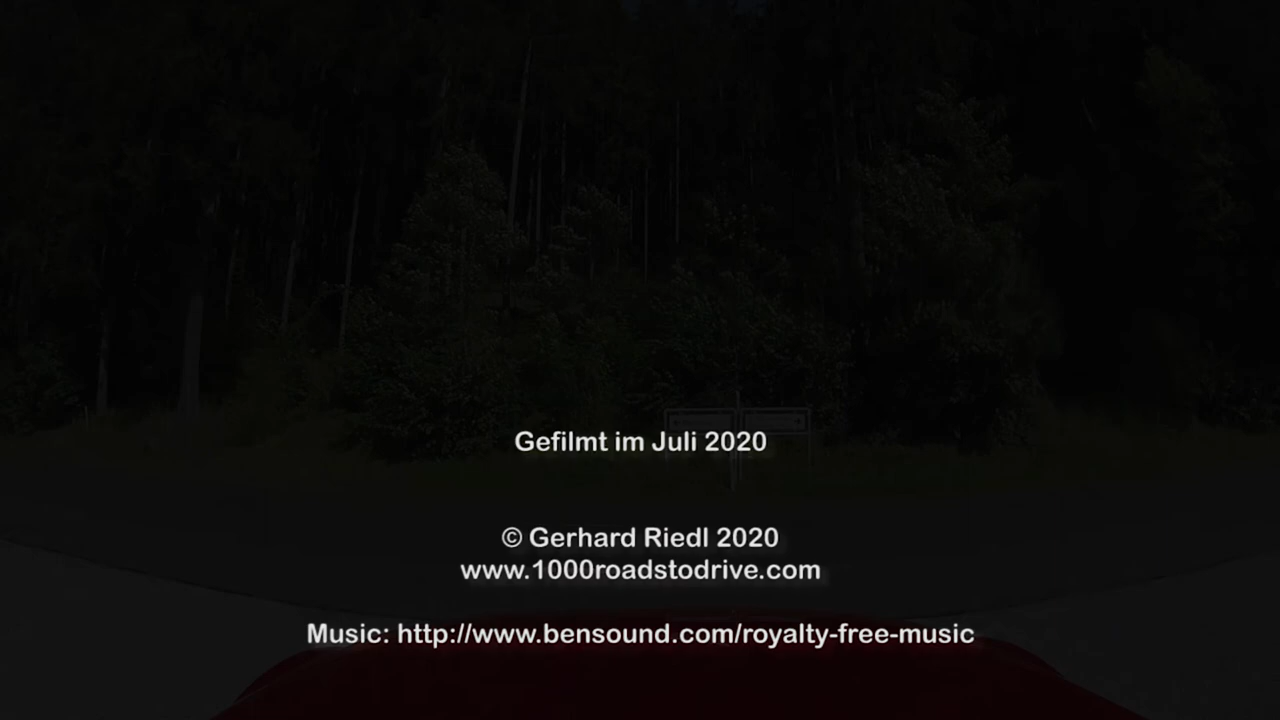 Gefilmt im Juli 2020
© Gerhard Riedl 2020
www.1000roadstodrive.com
Music: http://www.bensound.com/royalty-free-music